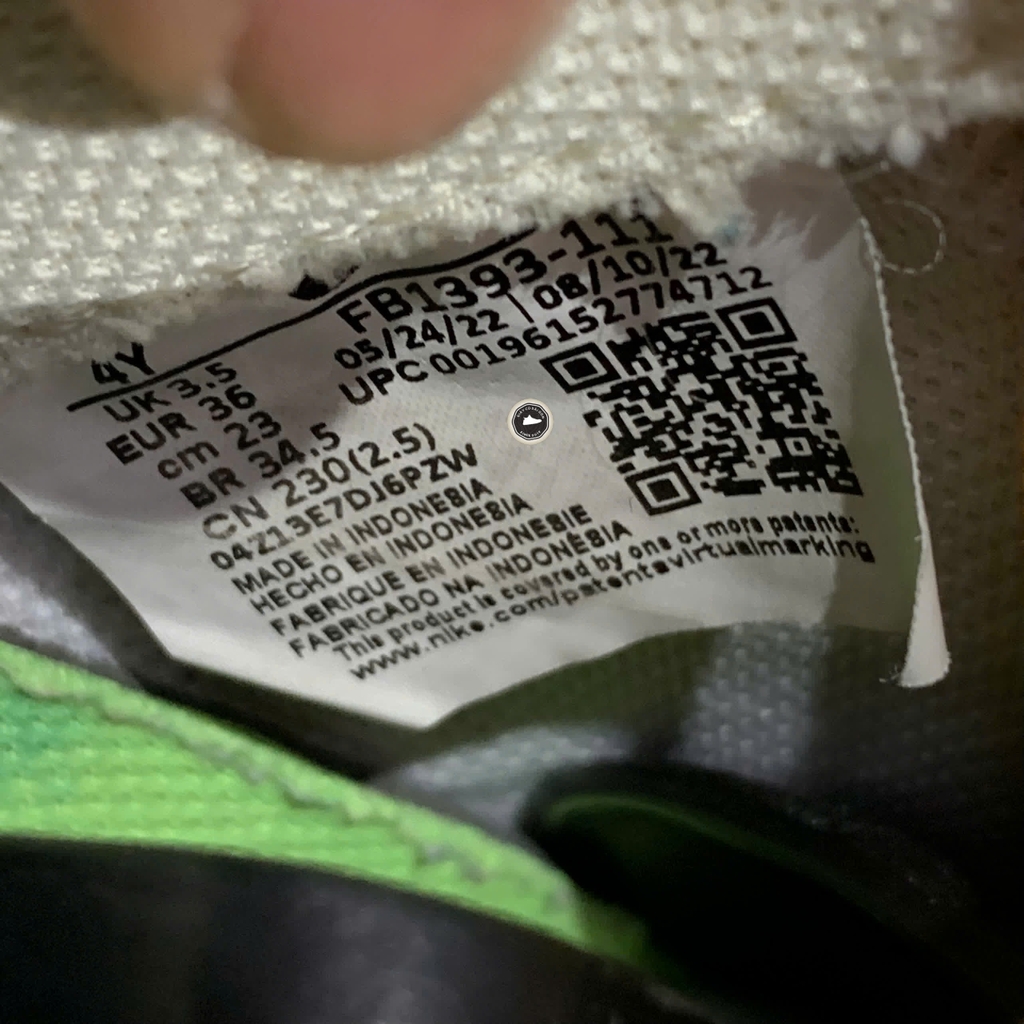 4Y
UK 3.5
EUR 36
cm 23
BR 34,5
CN 230(2.5)
FB1393-111
05/24/22 | 08/10/22
UPC 00196152774712
04Z13E7DJ6PZW
MADE IN INDONESIA
HECHO EN INDONESIA
FABRIQUE EN INDONESIE
FABRICADO NA INDONÉSIA
This product is covered by one or more patents:
www.nike.com/patentsvirtualmarking